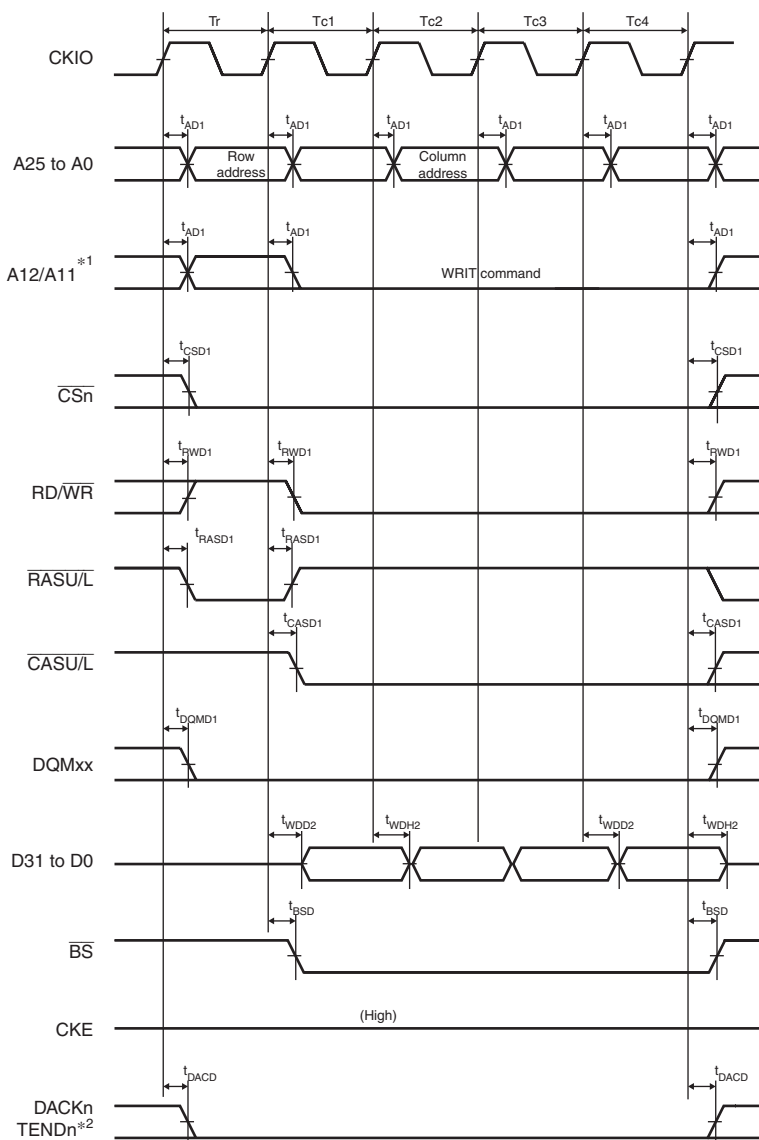 Tr Tc1 Tc2 Tc3 Tc4
CKIO
tAD1 tAD1 tAD1 tAD1 tAD1 tAD1
A25 to A0
Row address
Column address
tAD1 tAD1 tAD1
A12/A11 *1
WRIT command
tCSD1 tCSD1
CSn
tRWD1 tRWD1 tRWD1
RD/WR
tRASD1 tRASD1
RASU/L
tCASD1 tCASD1
CASU/L
tDQMD1 tDQMD1
DQMxx
tWDD2 tWDH2 tWDD2 tWDH2
D31 to D0
tBSD tBSD
BS
(High)
CKE
tDACD tDACD
DACKn
TENDn*2